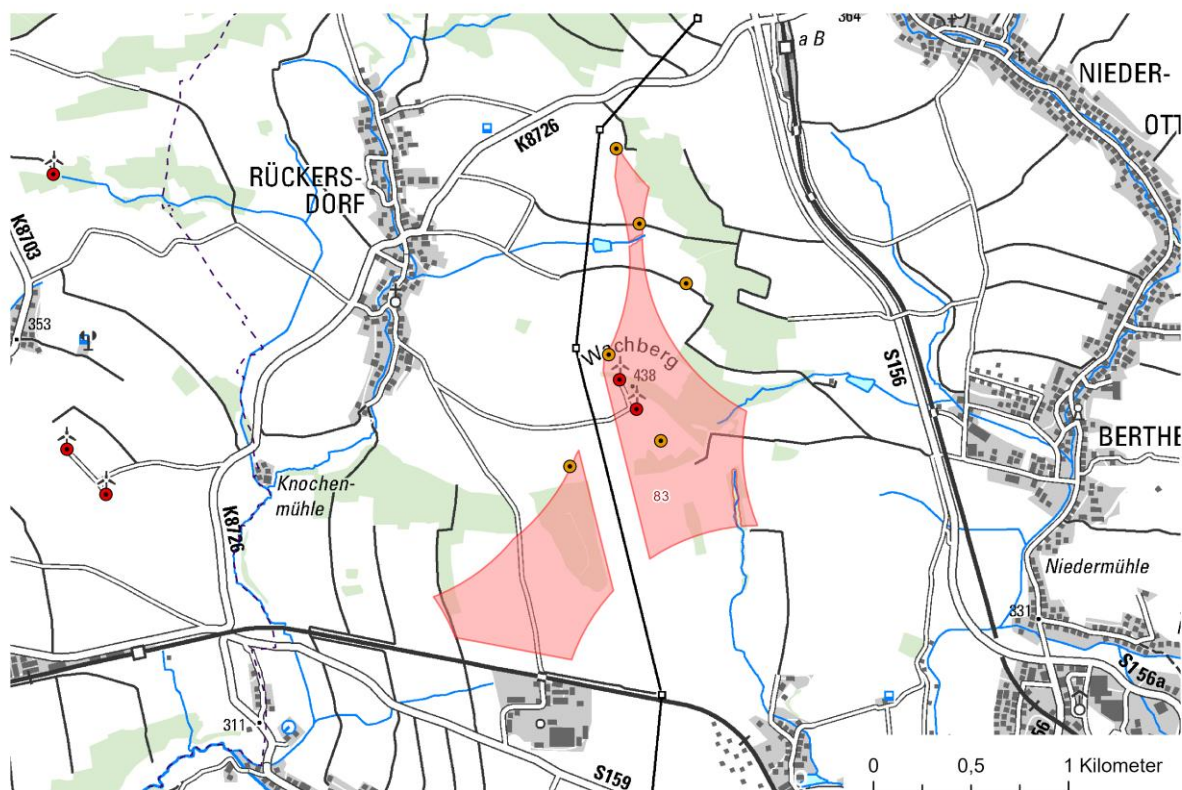 364
a B
NIEDER-
OTT
K8726
RÜCKERS-
DORF
K8703
353
Wachberg
438
S156
BERTHE
83
Knochen-
mühle
K8726
Niedermühle
331
S156a
311
S159
66
0 0,5 1 Kilometer